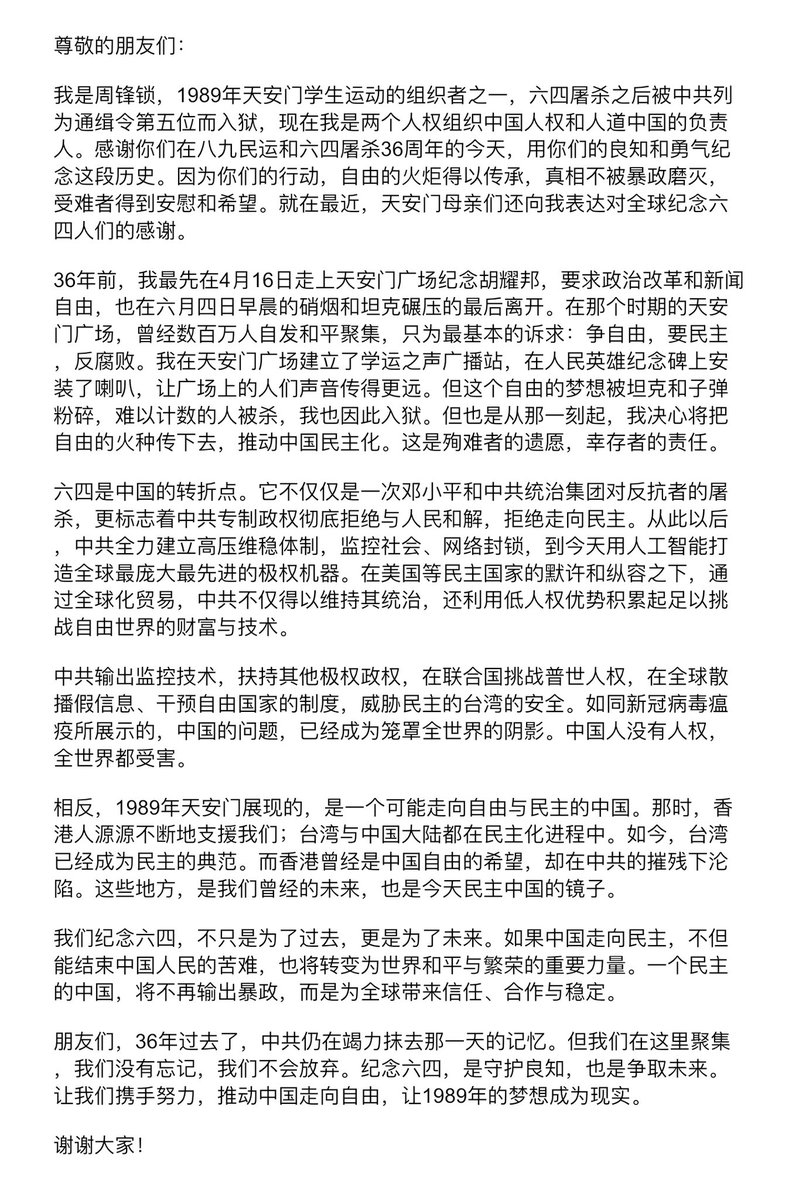 尊敬的朋友们：
我是周锋锁，1989年天安门学生运动的组织者之一，六四屠杀之后被中共列
为通缉令第五位而入狱，现在我是两个人权组织中国人权和人道中国的负责
人。感谢你们在八九民运和六四屠杀36周年的今天，用你们的良知和勇气纪
念这段历史。因为你们的行动，自由的火炬得以传承，真相不被暴政磨灭，
受难者得到安慰和希望。就在最近，天安门母亲们还向我表达对全球纪念六
四人们的感谢。
36年前，我最先在4月16日走上天安门广场纪念胡耀邦，要求政治改革和新闻
自由，也在六月四日早晨的硝烟和坦克碾压的最后离开。在那个时期的天安
门广场，曾经数百万人自发和平聚集，只为最基本的诉求：争自由，要民主
，反腐败。我在天安门广场建立了学运之声广播站，在人民英雄纪念碑上安
装了喇叭，让广场上的人们声音传得更远。但这个自由的梦想被坦克和子弹
粉碎，难以计数的人被杀，我也因此入狱。但也是从那一刻起，我决心将把
自由的火种传下去，推动中国民主化。这是殉难者的遗愿，幸存者的责任。
六四是中国的转折点。它不仅仅是一次邓小平和中共统治集团对反抗者的屠
杀，更标志着中共专制政权彻底拒绝与人民和解，拒绝走向民主。从此以后
，中共全力建立高压维稳体制，监控社会、网络封锁，到今天用人工智能打
造全球最庞大最先进的极权机器。在美国等民主国家的默许和纵容之下，通
过全球化贸易，中共不仅得以维持其统治，还利用低人权优势积累起足以挑
战自由世界的财富与技术。
中共输出监控技术，扶持其他极权政权，在联合国挑战普世人权，在全球散
播假信息、干预自由国家的制度，威胁民主的台湾的安全。如同新冠病毒瘟
疫所展示的，中国的问题，已经成为笼罩全世界的阴影。中国人没有人权，
全世界都受害。
相反，1989年天安门展现的，是一个可能走向自由与民主的中国。那时，香
港人源源不断地支援我们；台湾与中国大陆都在民主化进程中。如今，台湾
已经成为民主的典范。而香港曾经是中国自由的希望，却在中共的摧残下沦
陷。这些地方，是我们曾经的未来，也是今天民主中国的镜子。
我们纪念六四，不只是为了过去，更是为了未来。如果中国走向民主，不但
能结束中国人民的苦难，也将转变为世界和平与繁荣的重要力量。一个民主
的中国，将不再输出暴政，而是为全球带来信任、合作与稳定。
朋友们，36年过去了，中共仍在竭力抹去那一天的记忆。但我们在这里聚集
，我们没有忘记，我们不会放弃。纪念六四，是守护良知，也是争取未来。
让我们携手努力，推动中国走向自由，让1989年的梦想成为现实。
谢谢大家！